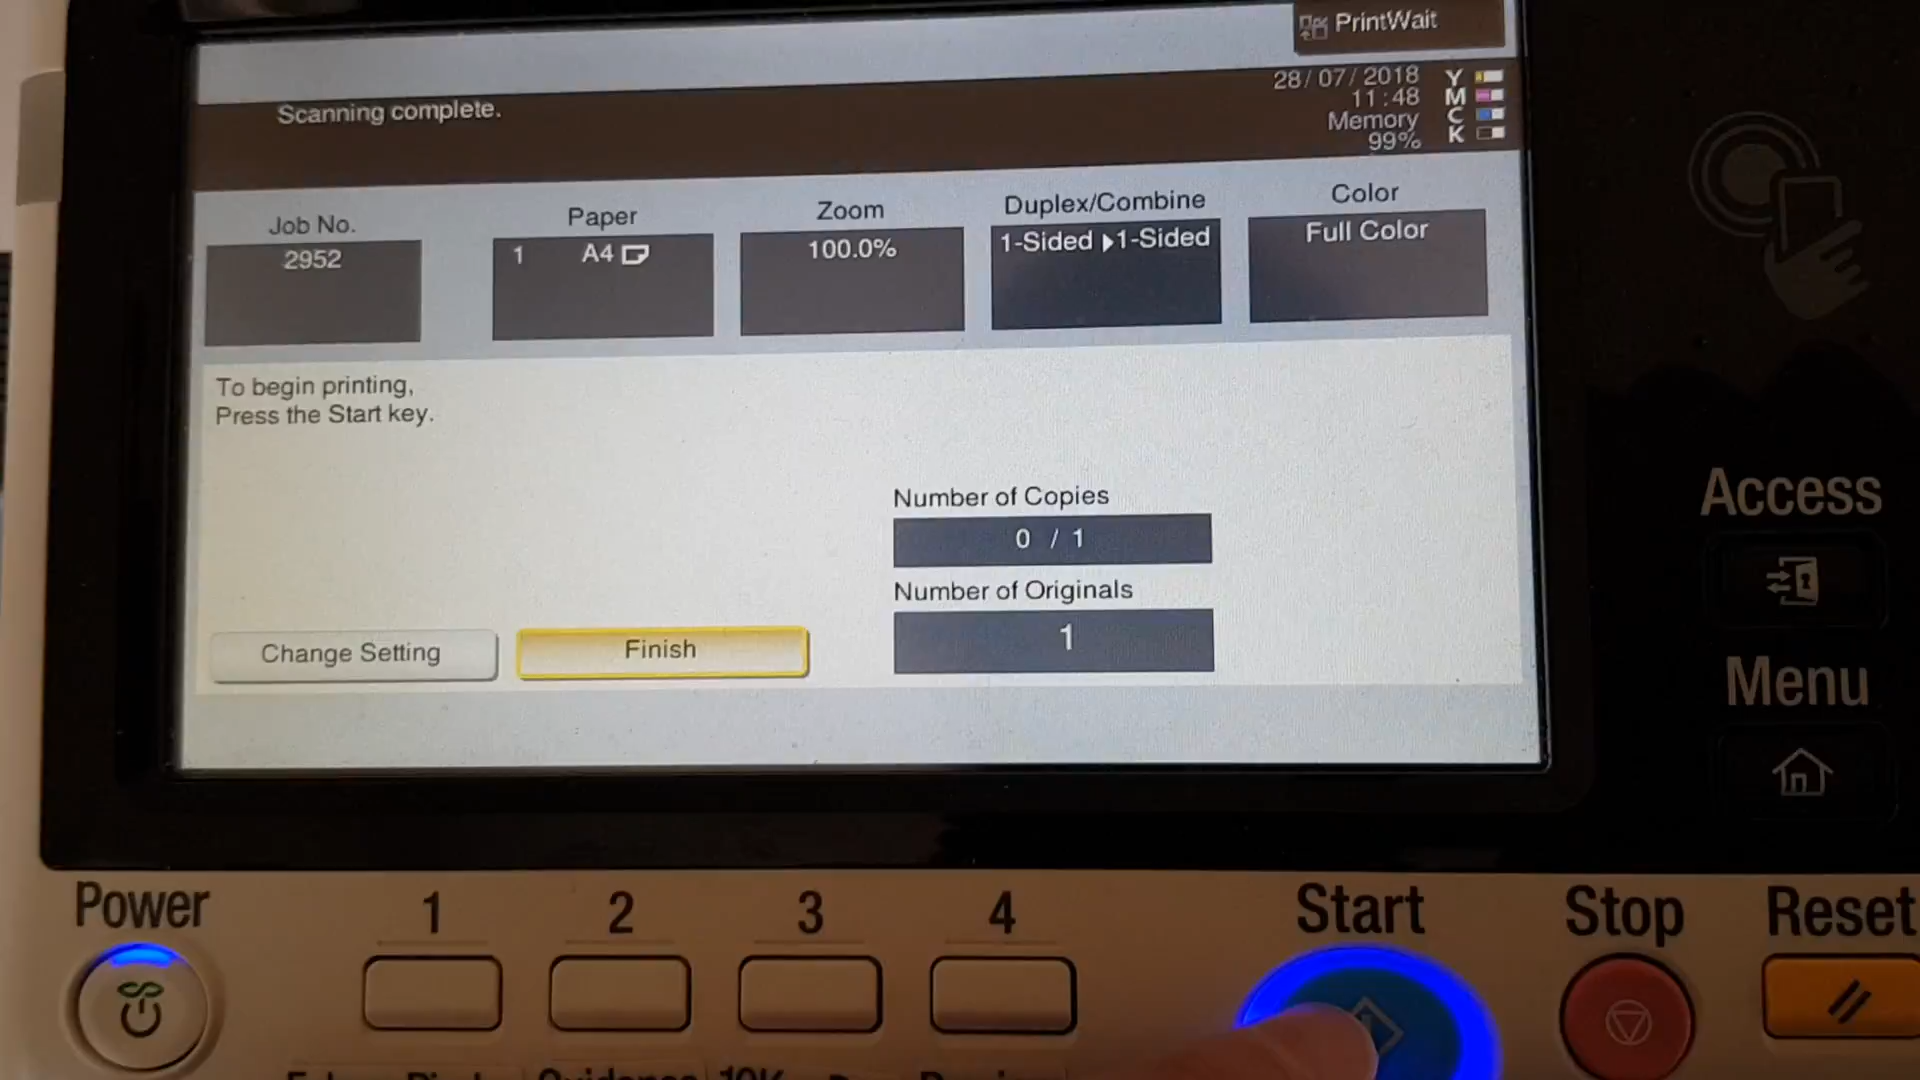 PrintWait
28/07/2018
11:48
Memory
99%
Y
M
C
K
Scanning complete.
Job No.
2952
Paper
1 A4
Zoom
100.0%
Duplex/Combine
1-Sided ▶1-Sided
Color
Full Color
To begin printing,
Press the Start key.
Number of Copies
0 / 1
Number of Originals
1
Change Setting
Finish
Access
Menu
Power
1
2
3
4
Start
Stop
Reset